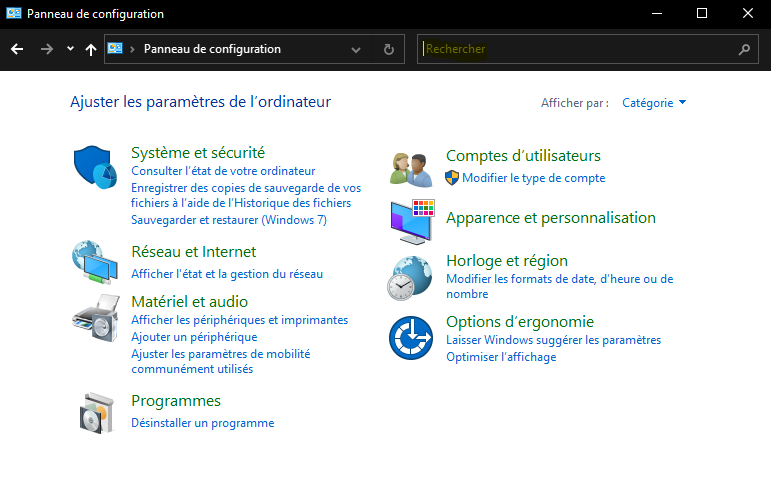 Panneau de configuration
Panneau de configuration
Rechercher
Ajuster les paramètres de l'ordinateur
Afficher par :
Catégorie
Système et sécurité
Consulter l'état de votre ordinateur
Enregistrer des copies de sauvegarde de vos
fichiers à l'aide de l'Historique des fichiers
Sauvegarder et restaurer (Windows 7)
Réseau et Internet
Afficher l'état et la gestion du réseau
Matériel et audio
Afficher les périphériques et imprimantes
Ajouter un périphérique
Ajuster les paramètres de mobilité
communément utilisés
Programmes
Désinstaller un programme
Comptes d'utilisateurs
Modifier le type de compte
Apparence et personnalisation
Horloge et région
Modifier les formats de date, d'heure ou de
nombre
Options d'ergonomie
Laisser Windows suggérer les paramètres
Optimiser l'affichage